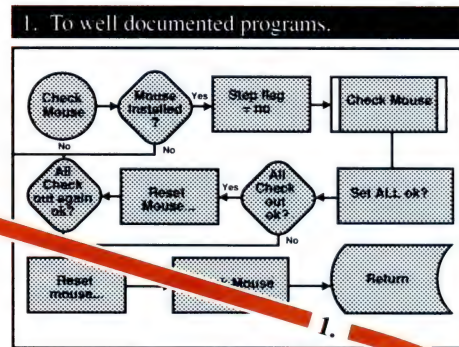 1. To well documented programs.
Check
Mouse
Mouse
Installed
?
Yes
Step flag
= no
Check Mouse
No
No
All
Check
out again
ok?
Reset
Mouse...
Yes
All
Check
out
ok?
Set ALL ok?
No
Reset
mouse...
Mouse
Return
1.